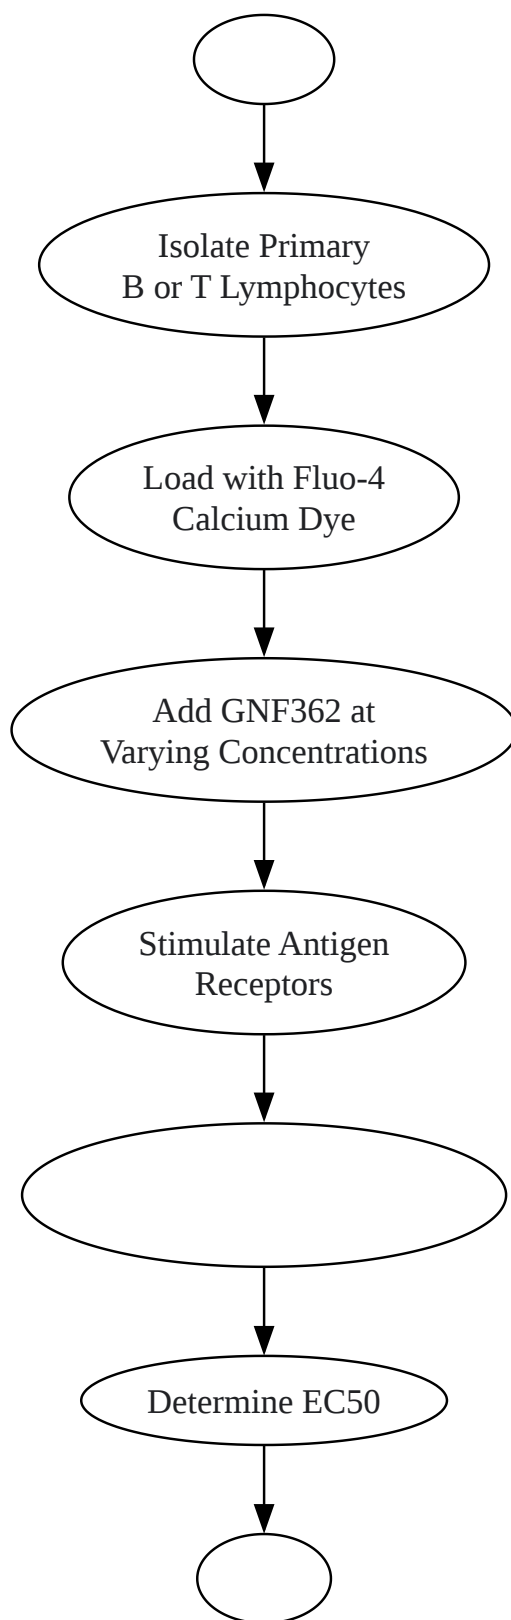 Isolate Primary
B or T Lymphocytes
Load with Fluo-4
Calcium Dye
Add GNF362 at
Varying Concentrations
Stimulate Antigen
Receptors
Determine EC50